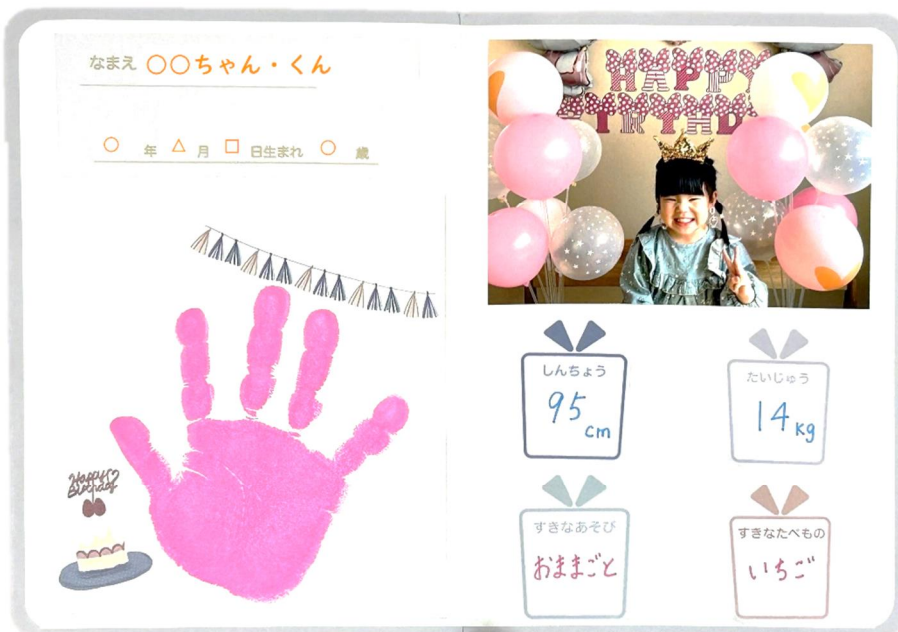 なまえ ○○ちゃん・くん
○ 年 △ 月 □ 日生まれ ○ 歳
Happy
Birthday
HAPPY
BIRTHD
しんちょう
95
cm
たいじゅう
14 kg
すきなあそび
おままごと
すきなたべもの
いちご